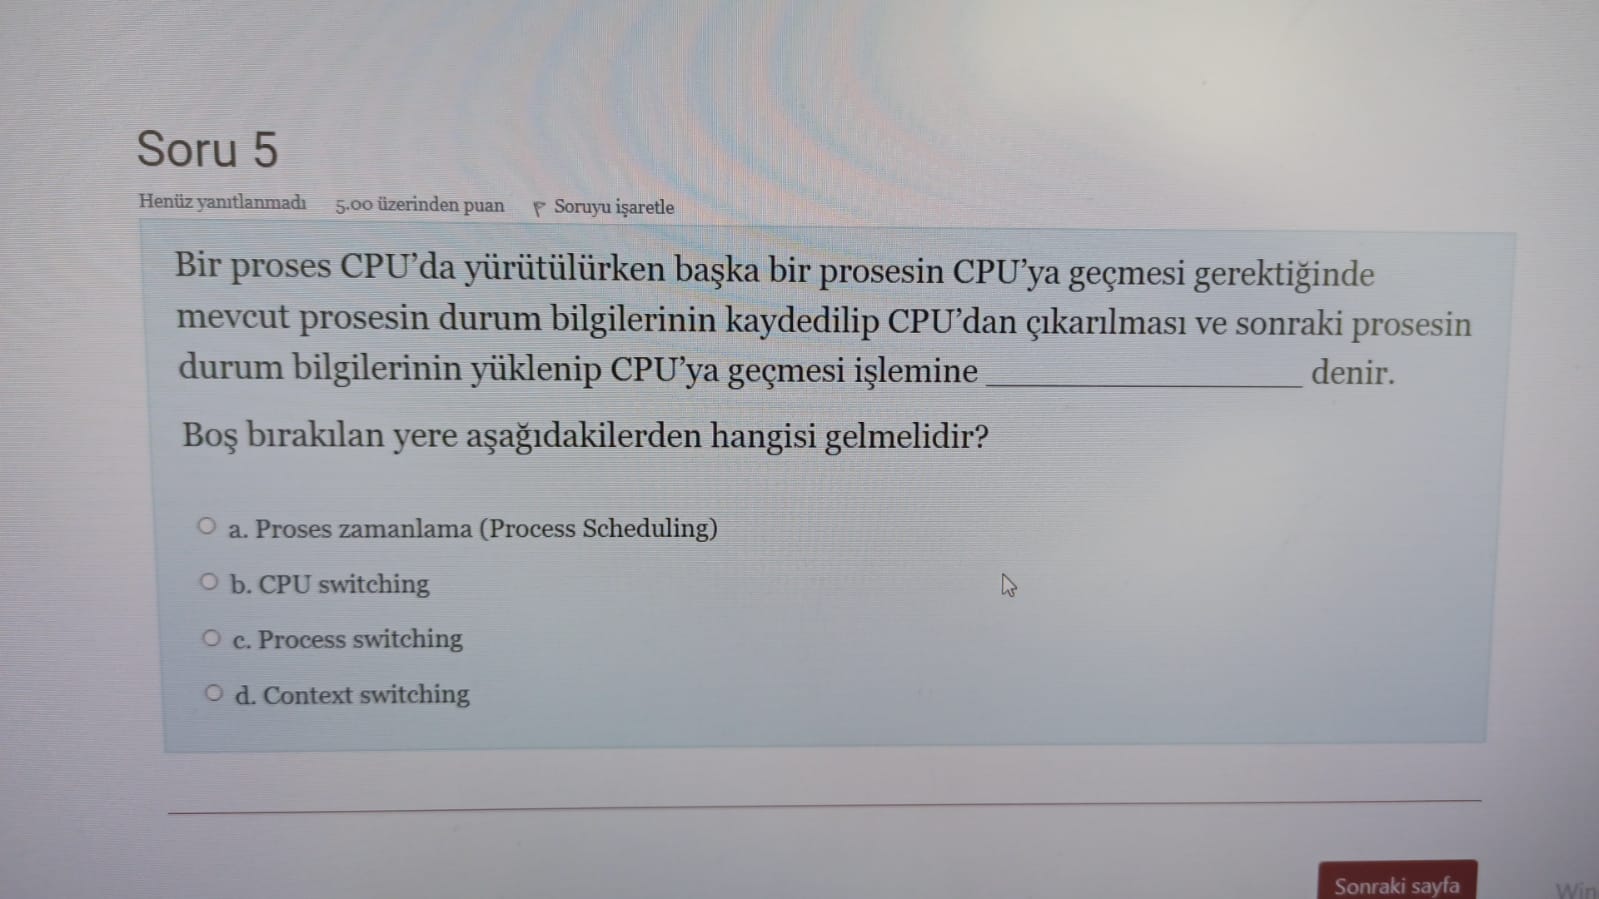 Soru 5
Henüz yanıtlanmadı 5.00 üzerinden puan Soruyu işaretle
Bir proses CPU’da yürütülürken başka bir prosesin CPU’ya geçmesi gerektiğinde
mevcut prosesin durum bilgilerinin kaydedilip CPU’dan çıkarılması ve sonraki prosesin
durum bilgilerinin yüklenip CPU’ya geçmesi işlemine ____________________ denir.
Boş bırakılan yere aşağıdakilerden hangisi gelmelidir?
a. Proses zamanlama (Process Scheduling)
b. CPU switching
c. Process switching
d. Context switching
Sonraki sayfa